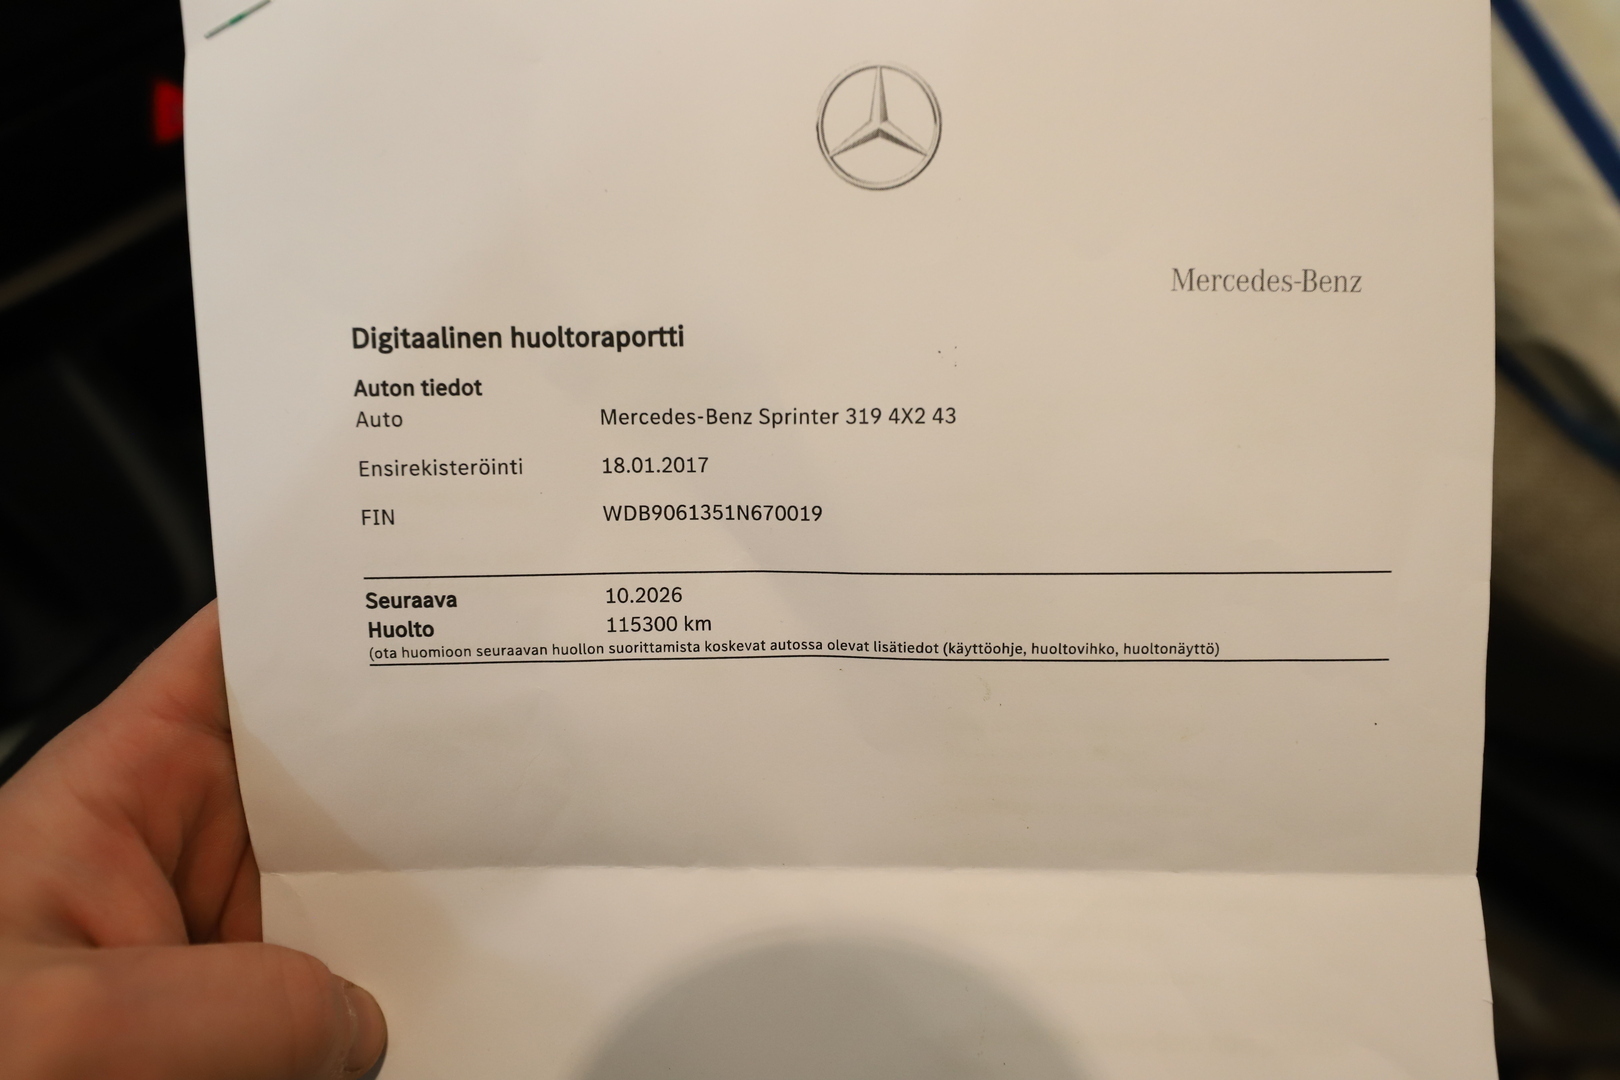 Mercedes-Benz
Digitaalinen huoltoraportti
Auton tiedot
Auto Mercedes-Benz Sprinter 319 4X2 43
Ensirekisteröinti 18.01.2017
FIN WDB9061351N670019
Seuraava 10.2026
Huolto 115300 km
(ota huomioon seuraavan huollon suorittamista koskevat autossa olevat lisätiedot (käyttöohje, huoltovihko, huoltonäyttö)